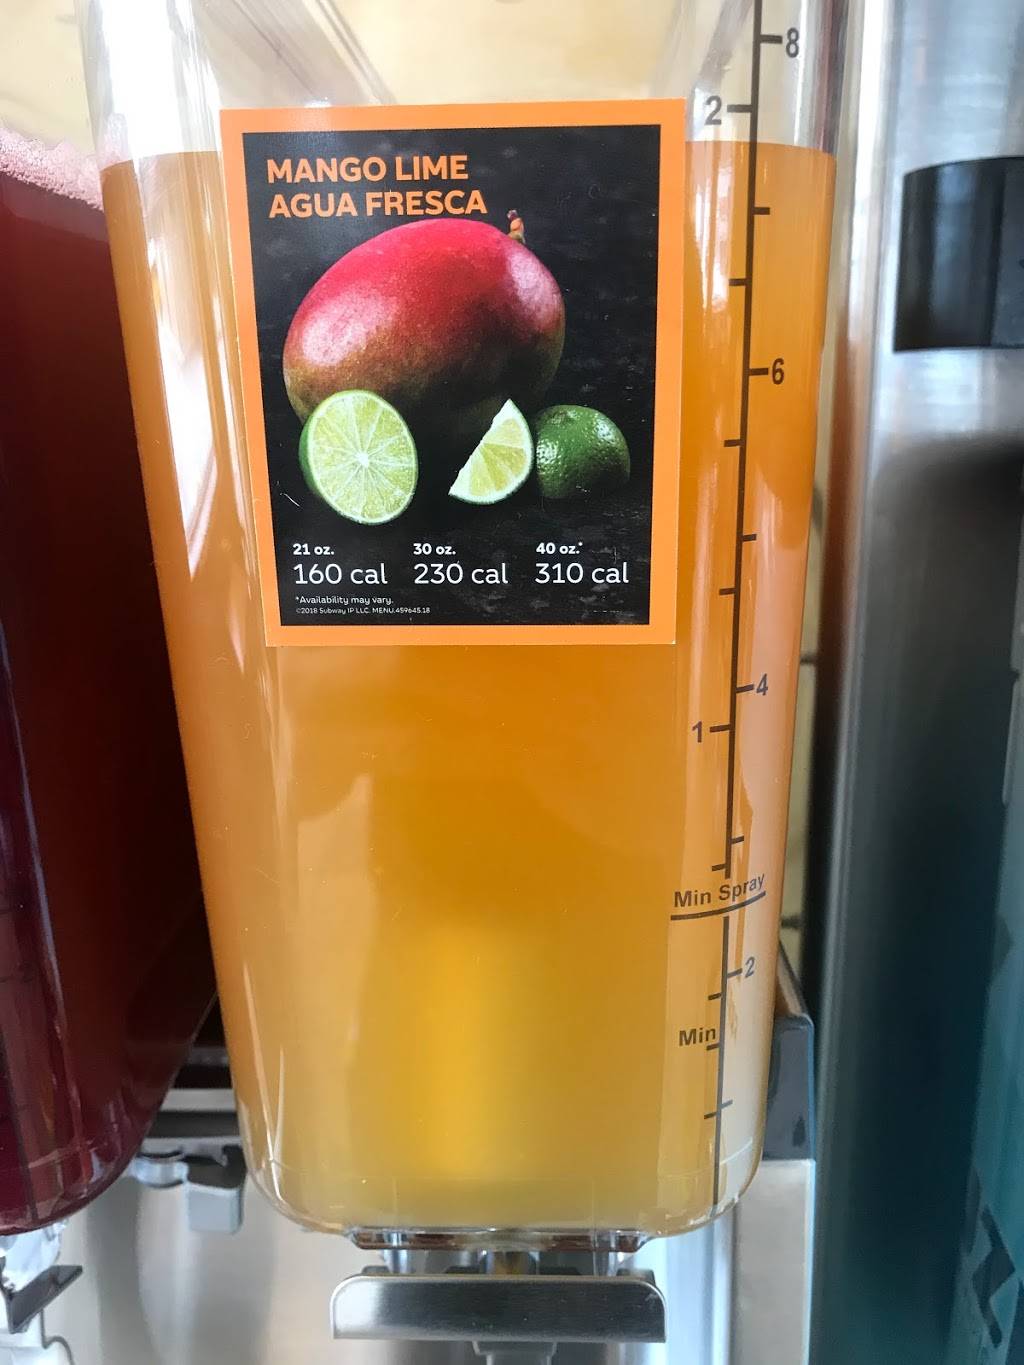 MANGO LIME
AGUA FRESCA
21 oz. 30 oz. 40 oz.*
160 cal 230 cal 310 cal
*Availability may vary.
©2018 Subway IP LLC. MENU.459645.18
8
2
6
4
1
Min Spray
2
Min